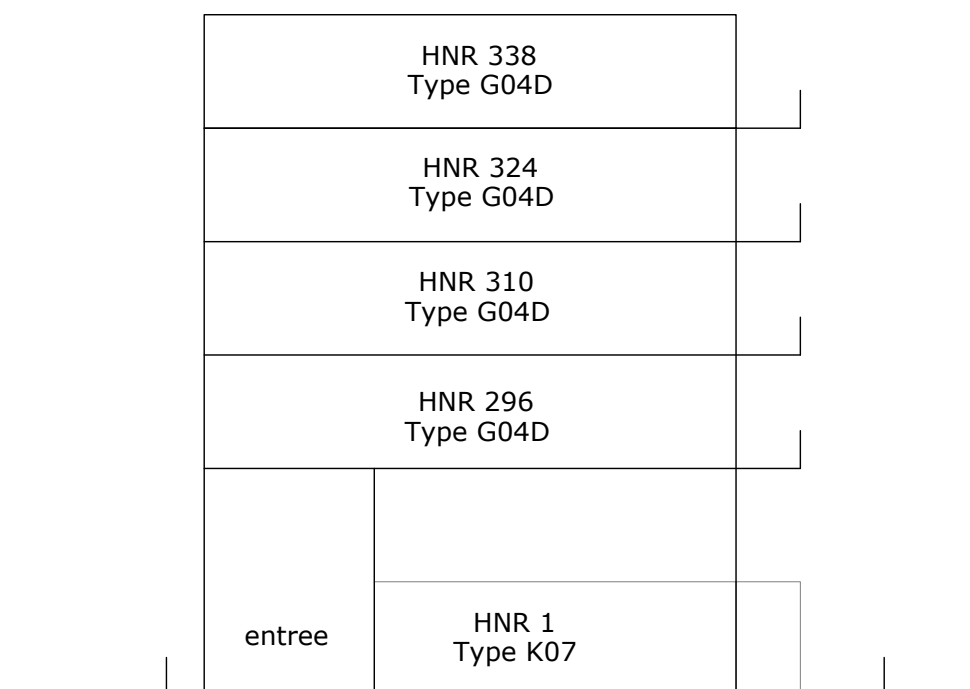 HNR 338
Type G04D
HNR 324
Type G04D
HNR 310
Type G04D
HNR 296
Type G04D
entree
HNR 1
Type K07